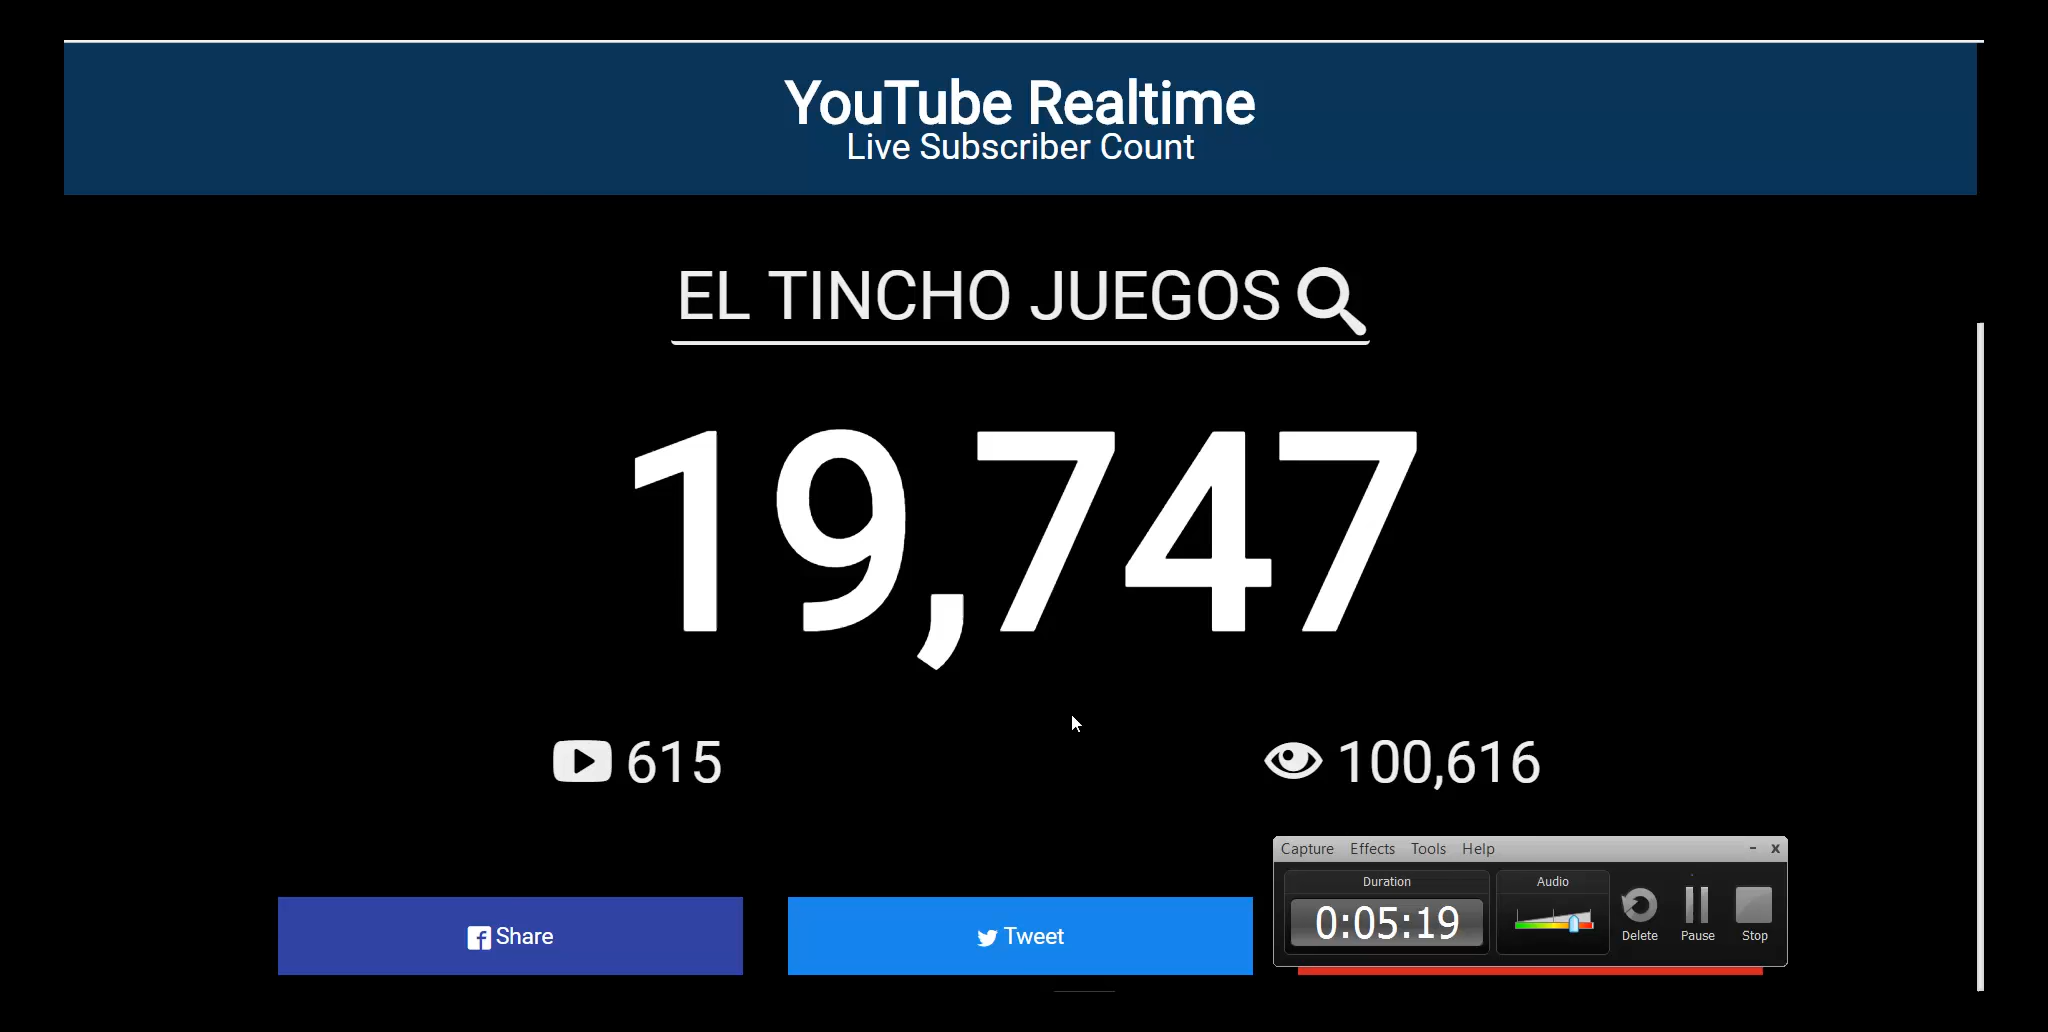 YouTube Realtime
Live Subscriber Count
EL TINCHO JUEGOS
19,747
615
100,616
Capture Effects Tools Help
Duration
Audio
0:05:19
Delete Pause Stop
Share
Tweet